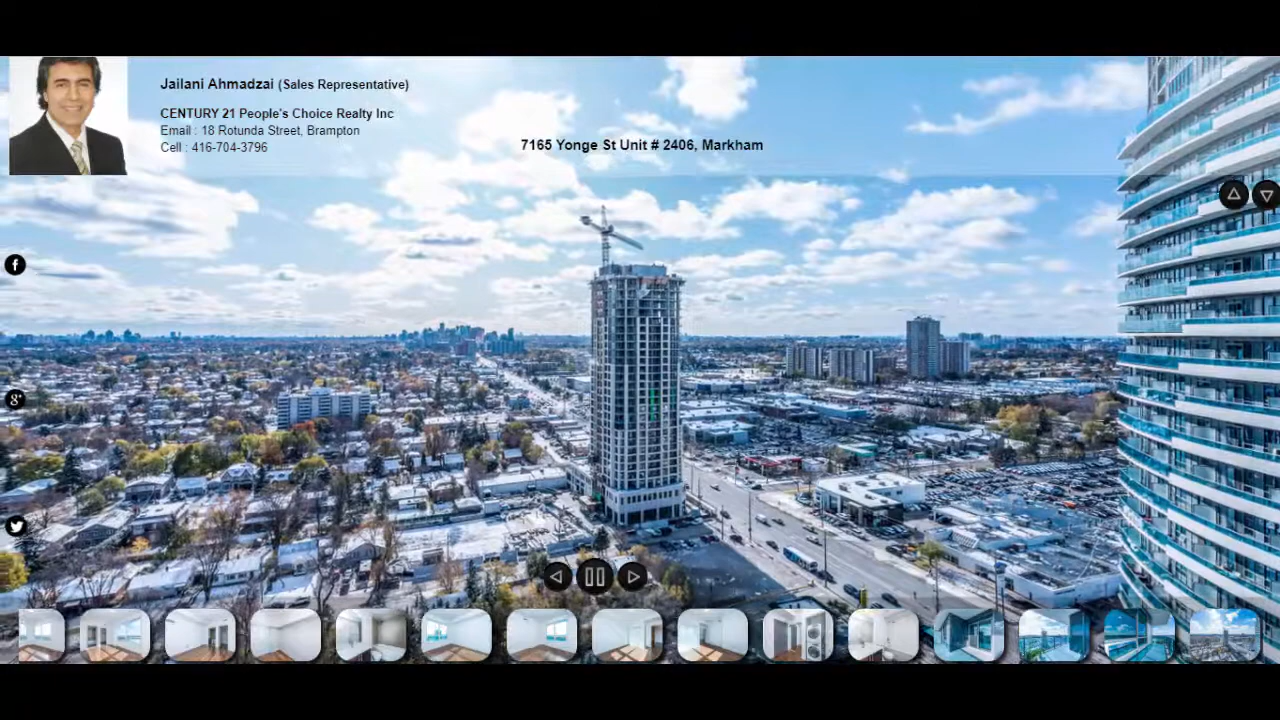 Jailani Ahmadzai (Sales Representative)
CENTURY 21 People's Choice Realty Inc
Email : 18 Rotunda Street, Brampton
Cell : 416-704-3796
7165 Yonge St Unit # 2406, Markham